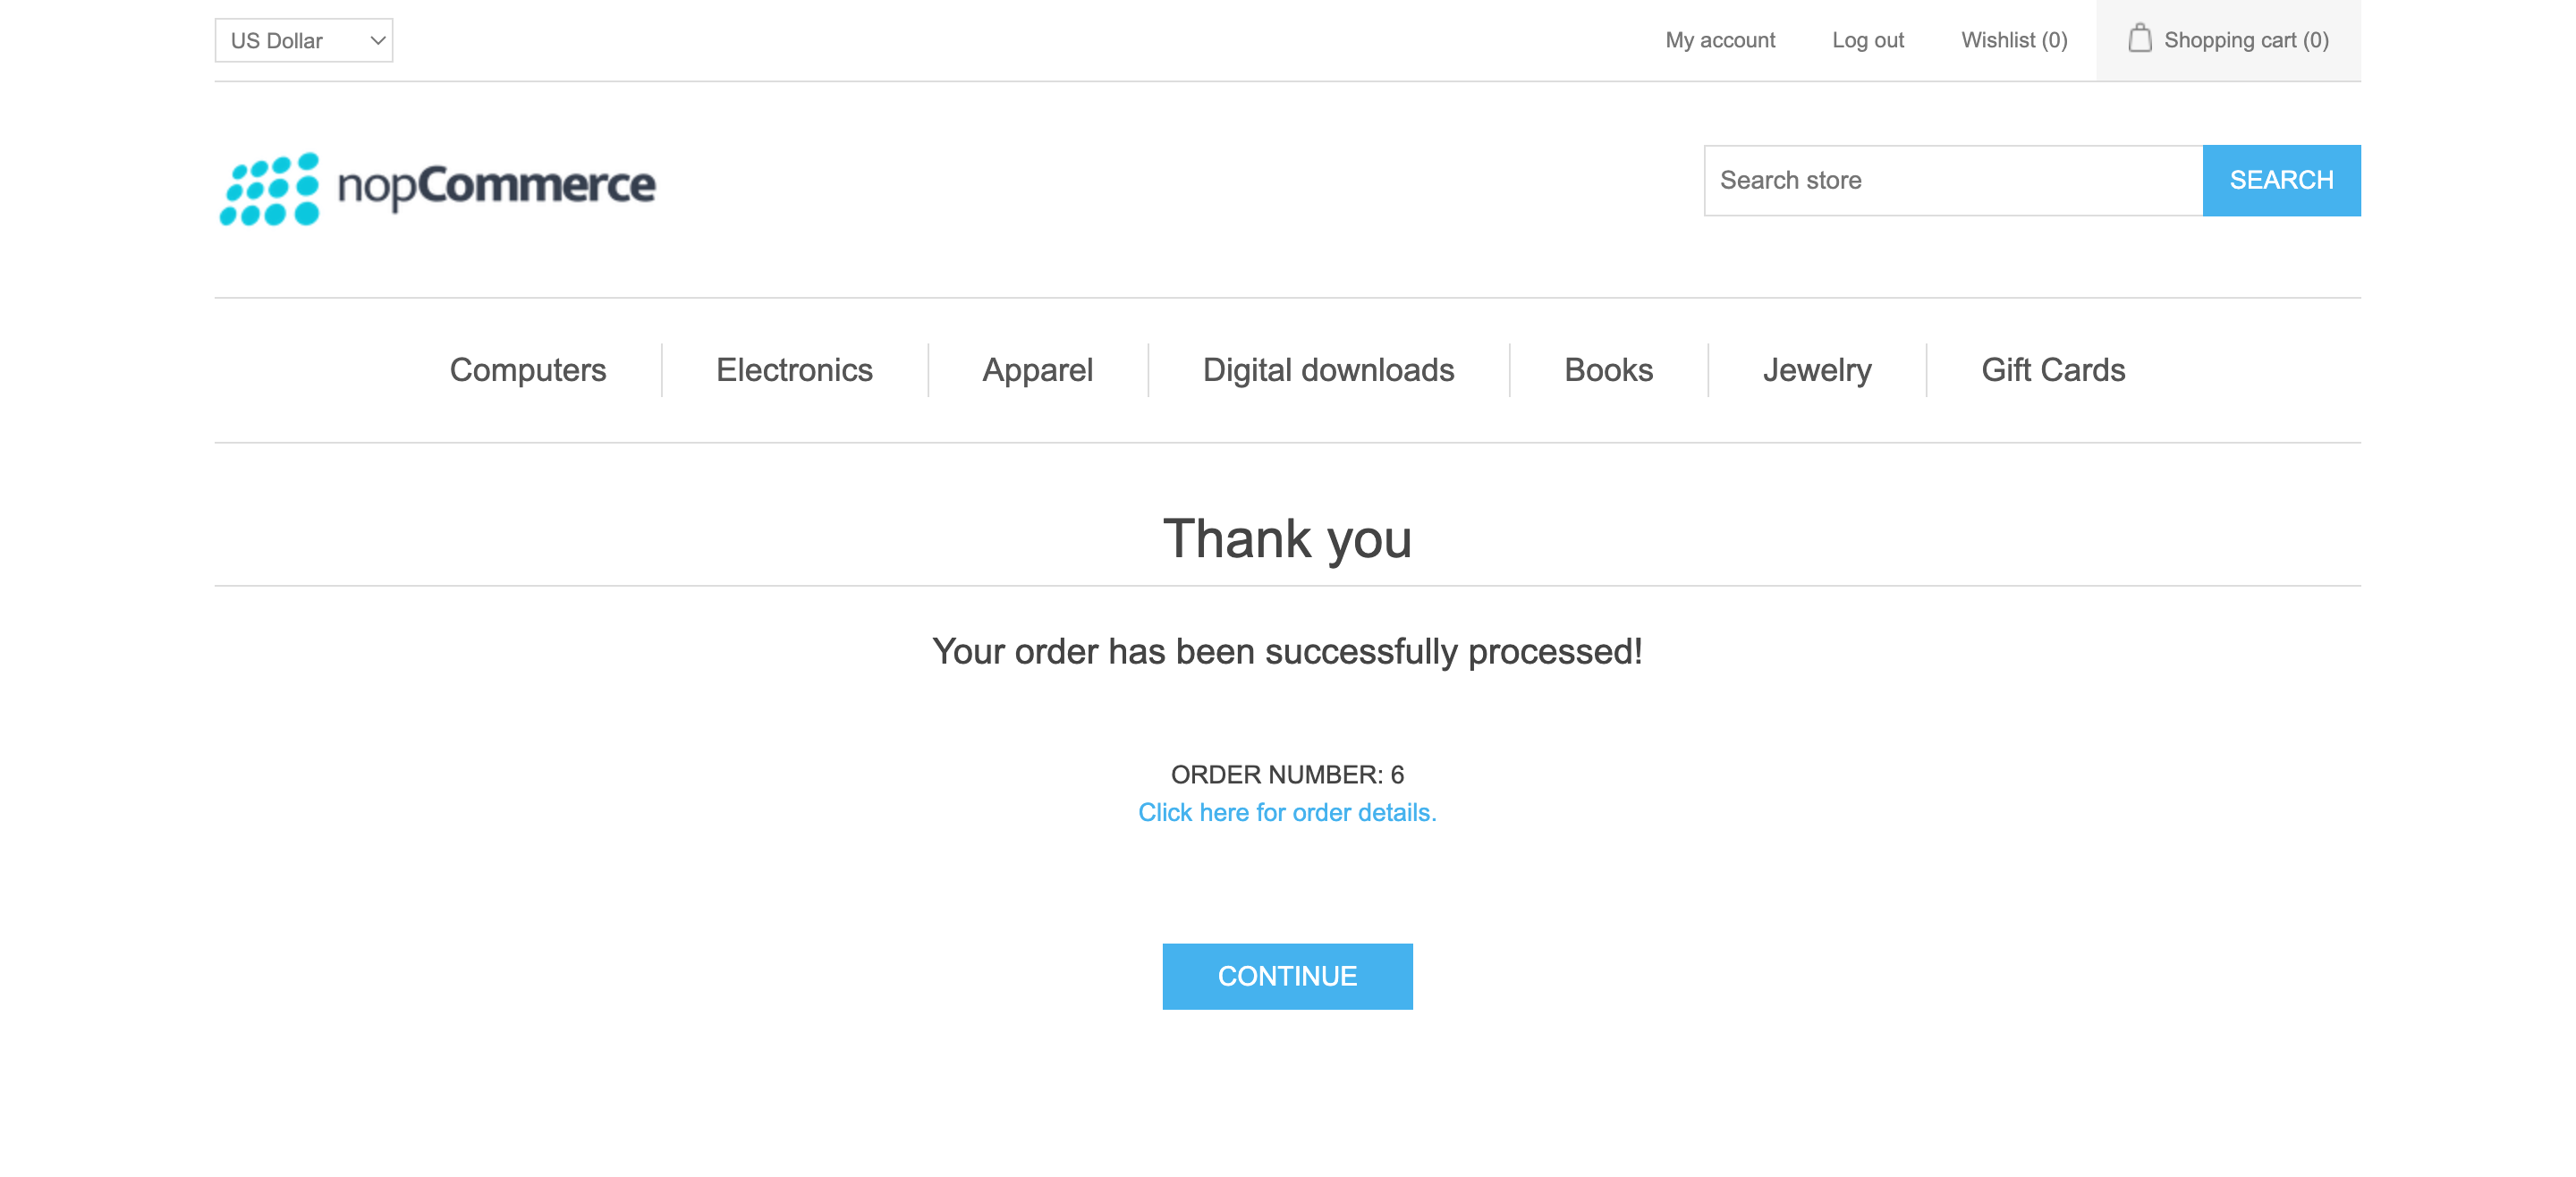 US Dollar My account Log out Wishlist (0) Shopping cart (0)
nopCommerce
Search store SEARCH
Computers Electronics Apparel Digital downloads Books Jewelry Gift Cards
Thank you
Your order has been successfully processed!
ORDER NUMBER: 6
Click here for order details.
CONTINUE